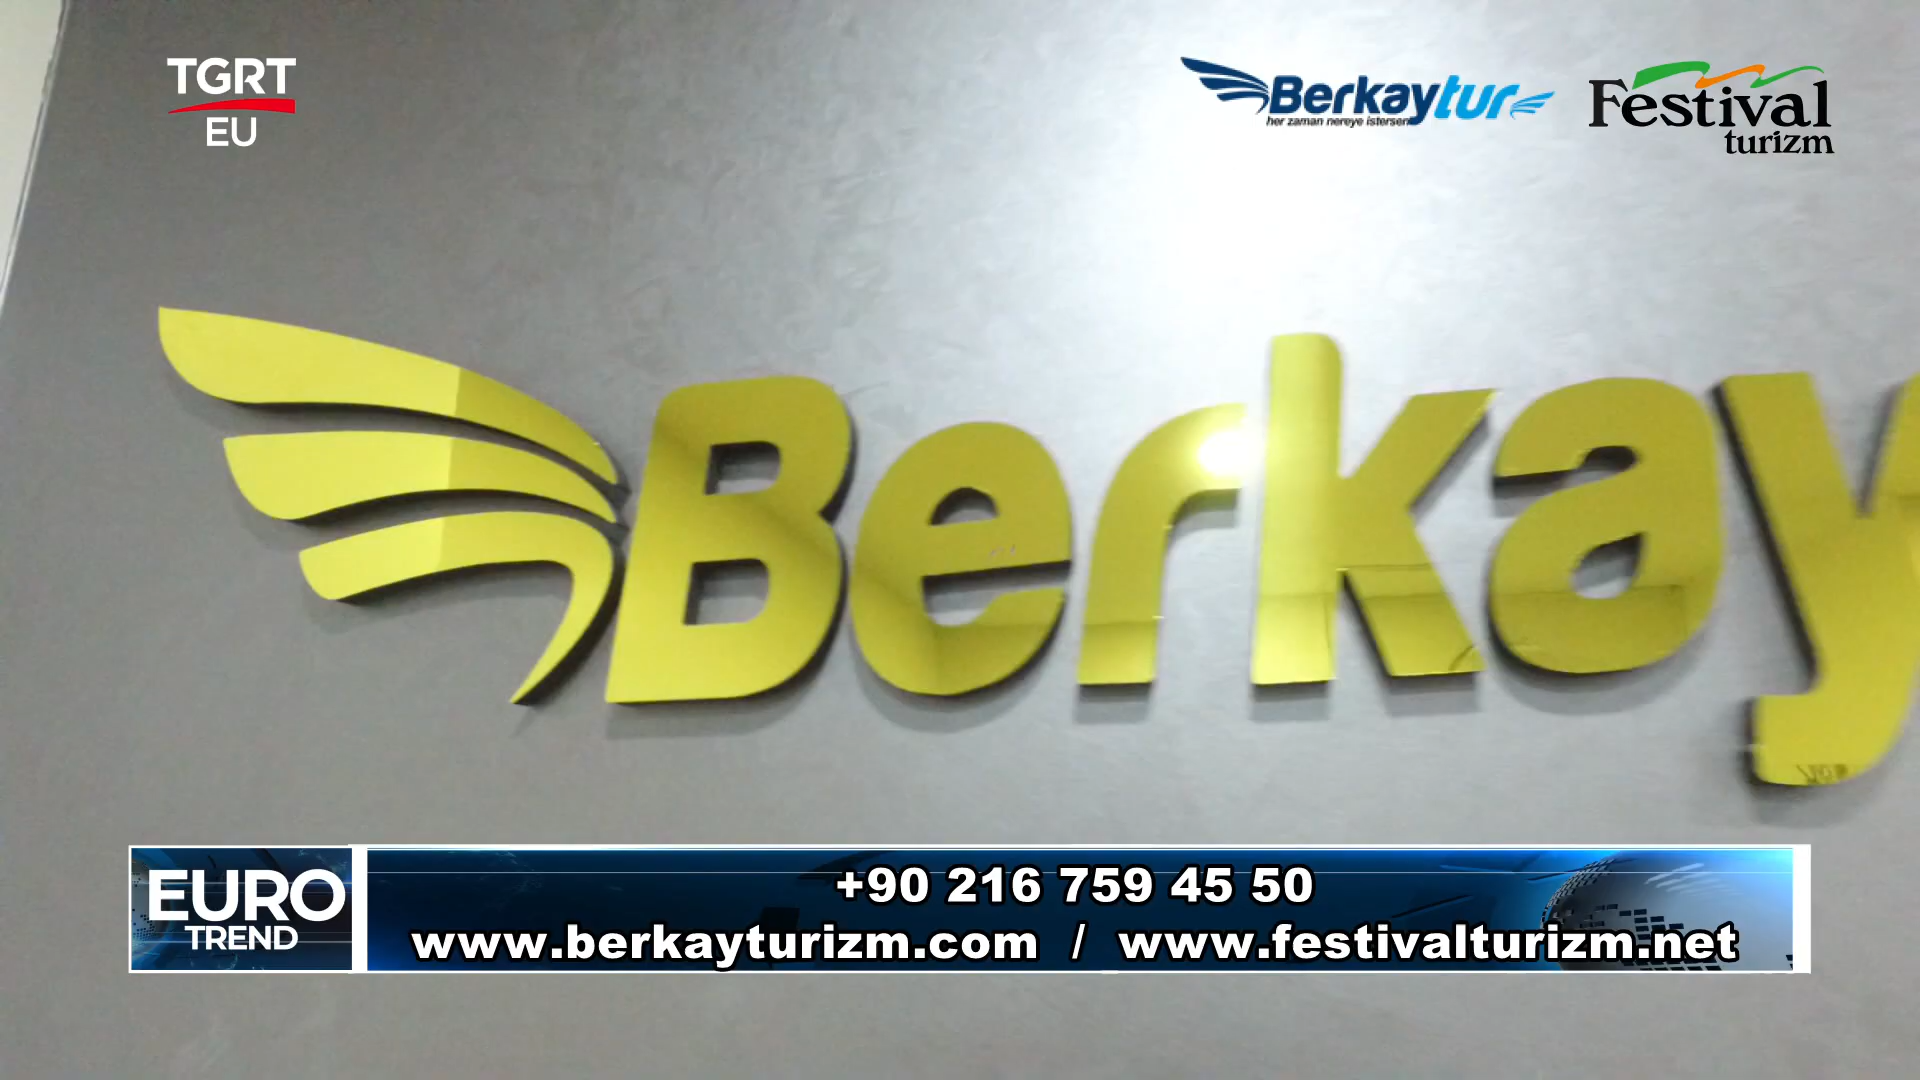 TGRT
EU
Berkaytur
her zaman nereye istersen
Festival
turizm
Berkay
EURO
TREND
+90 216 759 45 50
www.berkayturizm.com / www.festivalturizm.net